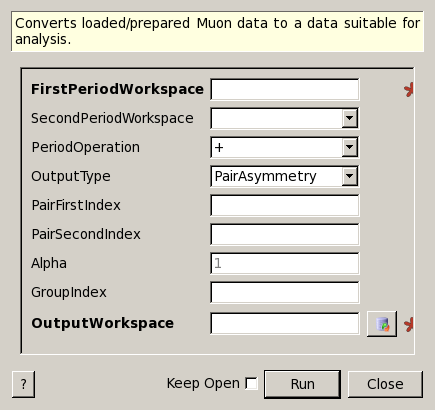 Converts loaded/prepared Muon data to a data suitable for
analysis.
FirstPeriodWorkspace
SecondPeriodWorkspace
PeriodOperation +
OutputType PairAsymmetry
PairFirstIndex
PairSecondIndex
Alpha 1
GroupIndex
OutputWorkspace
? Keep Open Run Close